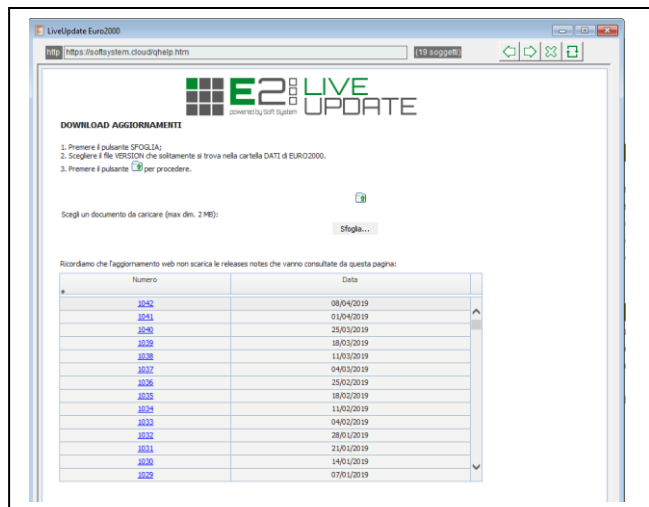 LiveUpdate Euro2000
http https://softsystem.cloud/qhelp.htm (19 soggetti)
E2 LIVE UPDATE
powered by Soft System
DOWNLOAD AGGIORNAMENTI
1. Premere il pulsante SFOGLIA;
2. Scegliere il file VERSION che solitamente si trova nella cartella DATI di EURO2000.
3. Premere il pulsante per procedere.
Scegli un documento da caricare (max dim. 2 MB):
Sfoglia...
Ricordiamo che l'aggiornamento web non scarica le releases notes che vanno consultate da questa pagina:
Numero Data
1042 08/04/2019
1041 01/04/2019
1040 25/03/2019
1039 18/03/2019
1038 11/03/2019
1037 04/03/2019
1036 25/02/2019
1035 18/02/2019
1034 11/02/2019
1033 04/02/2019
1032 28/01/2019
1031 21/01/2019
1030 14/01/2019
1029 07/01/2019